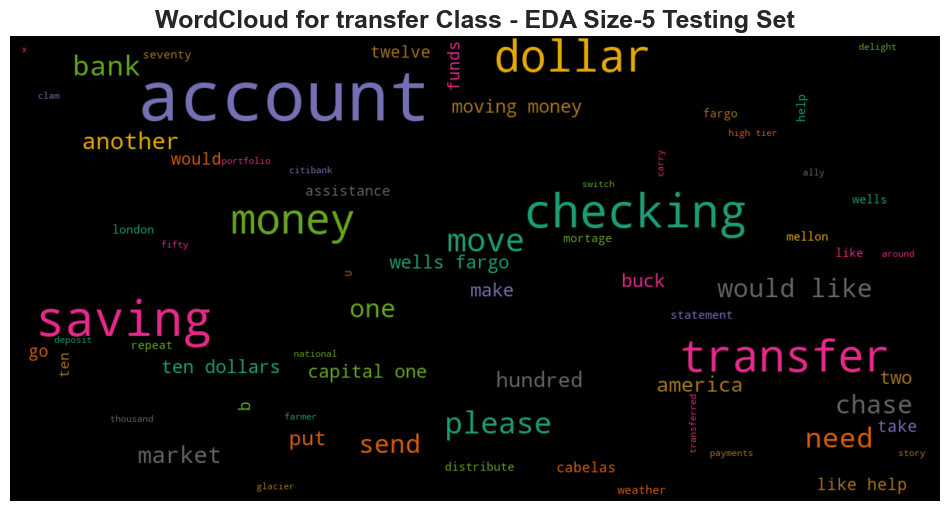 WordCloud for transfer Class - EDA Size-5 Testing Set
x
seventy
bank
twelve
funds
dollar
delight
clam
account
moving money
fargo
help
another
would
portfolio
high tier
citibank
carry
assistance
switch
ally
london
fifty
money
checking
wells
move
mortage
mellon
wells fargo
like
around
u
make
buck
would like
saving
one
statement
deposit
go
ten
repeat
national
ten dollars
capital one
transfer
hundred
america
two
b
thousand
farmer
put
send
please
transferred
chase
take
need
market
distribute
cabelas
payments
story
glacier
weather
like help